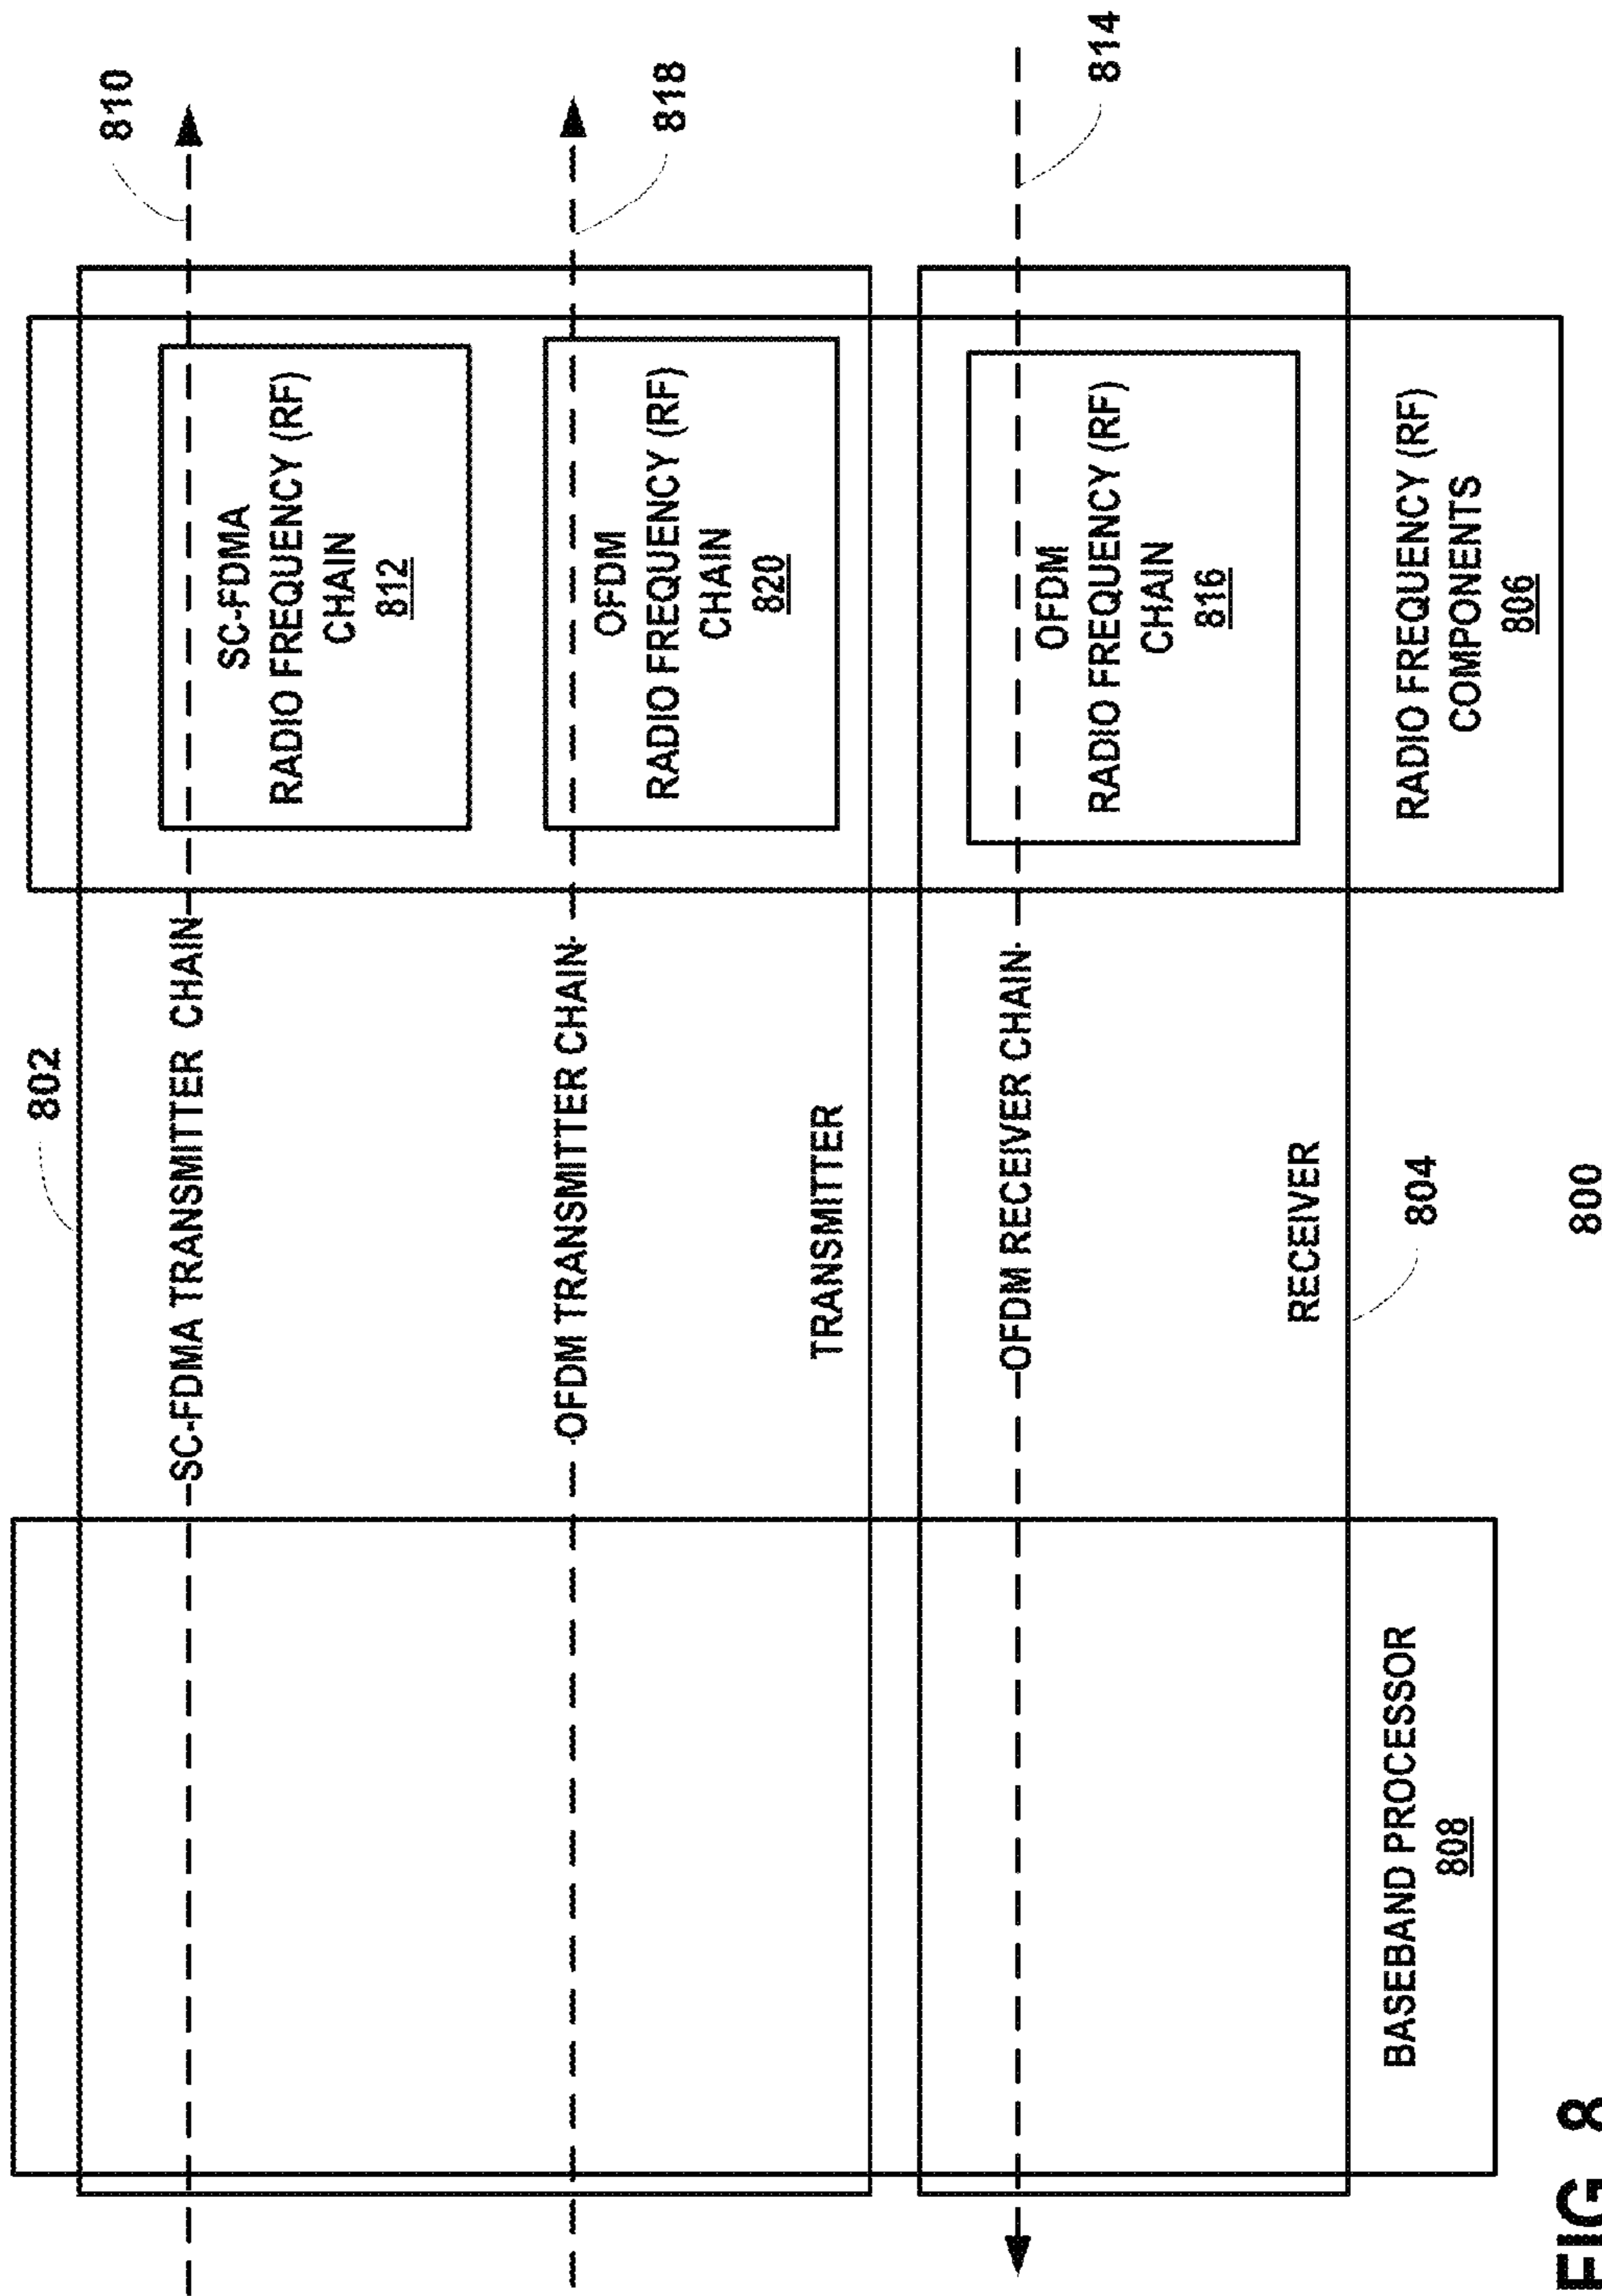 802
810
SC-FDMA TRANSMITTER CHAIN
SC-FDMA
RADIO FREQUENCY (RF)
CHAIN
812
818
OFDM TRANSMITTER CHAIN
OFDM
RADIO FREQUENCY (RF)
CHAIN
820
TRANSMITTER
814
OFDM RECEIVER CHAIN
OFDM
RADIO FREQUENCY (RF)
CHAIN
816
RECEIVER
804
BASEBAND PROCESSOR
808
RADIO FREQUENCY (RF)
COMPONENTS
806
800
FIG. 8